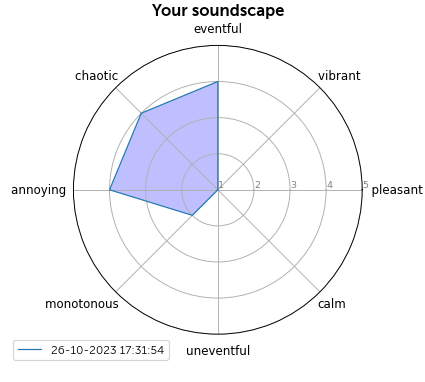 Your soundscape
eventful
chaotic
vibrant
annoying
1 2 3 4 5
pleasant
monotonous
calm
uneventful
26-10-2023 17:31:54